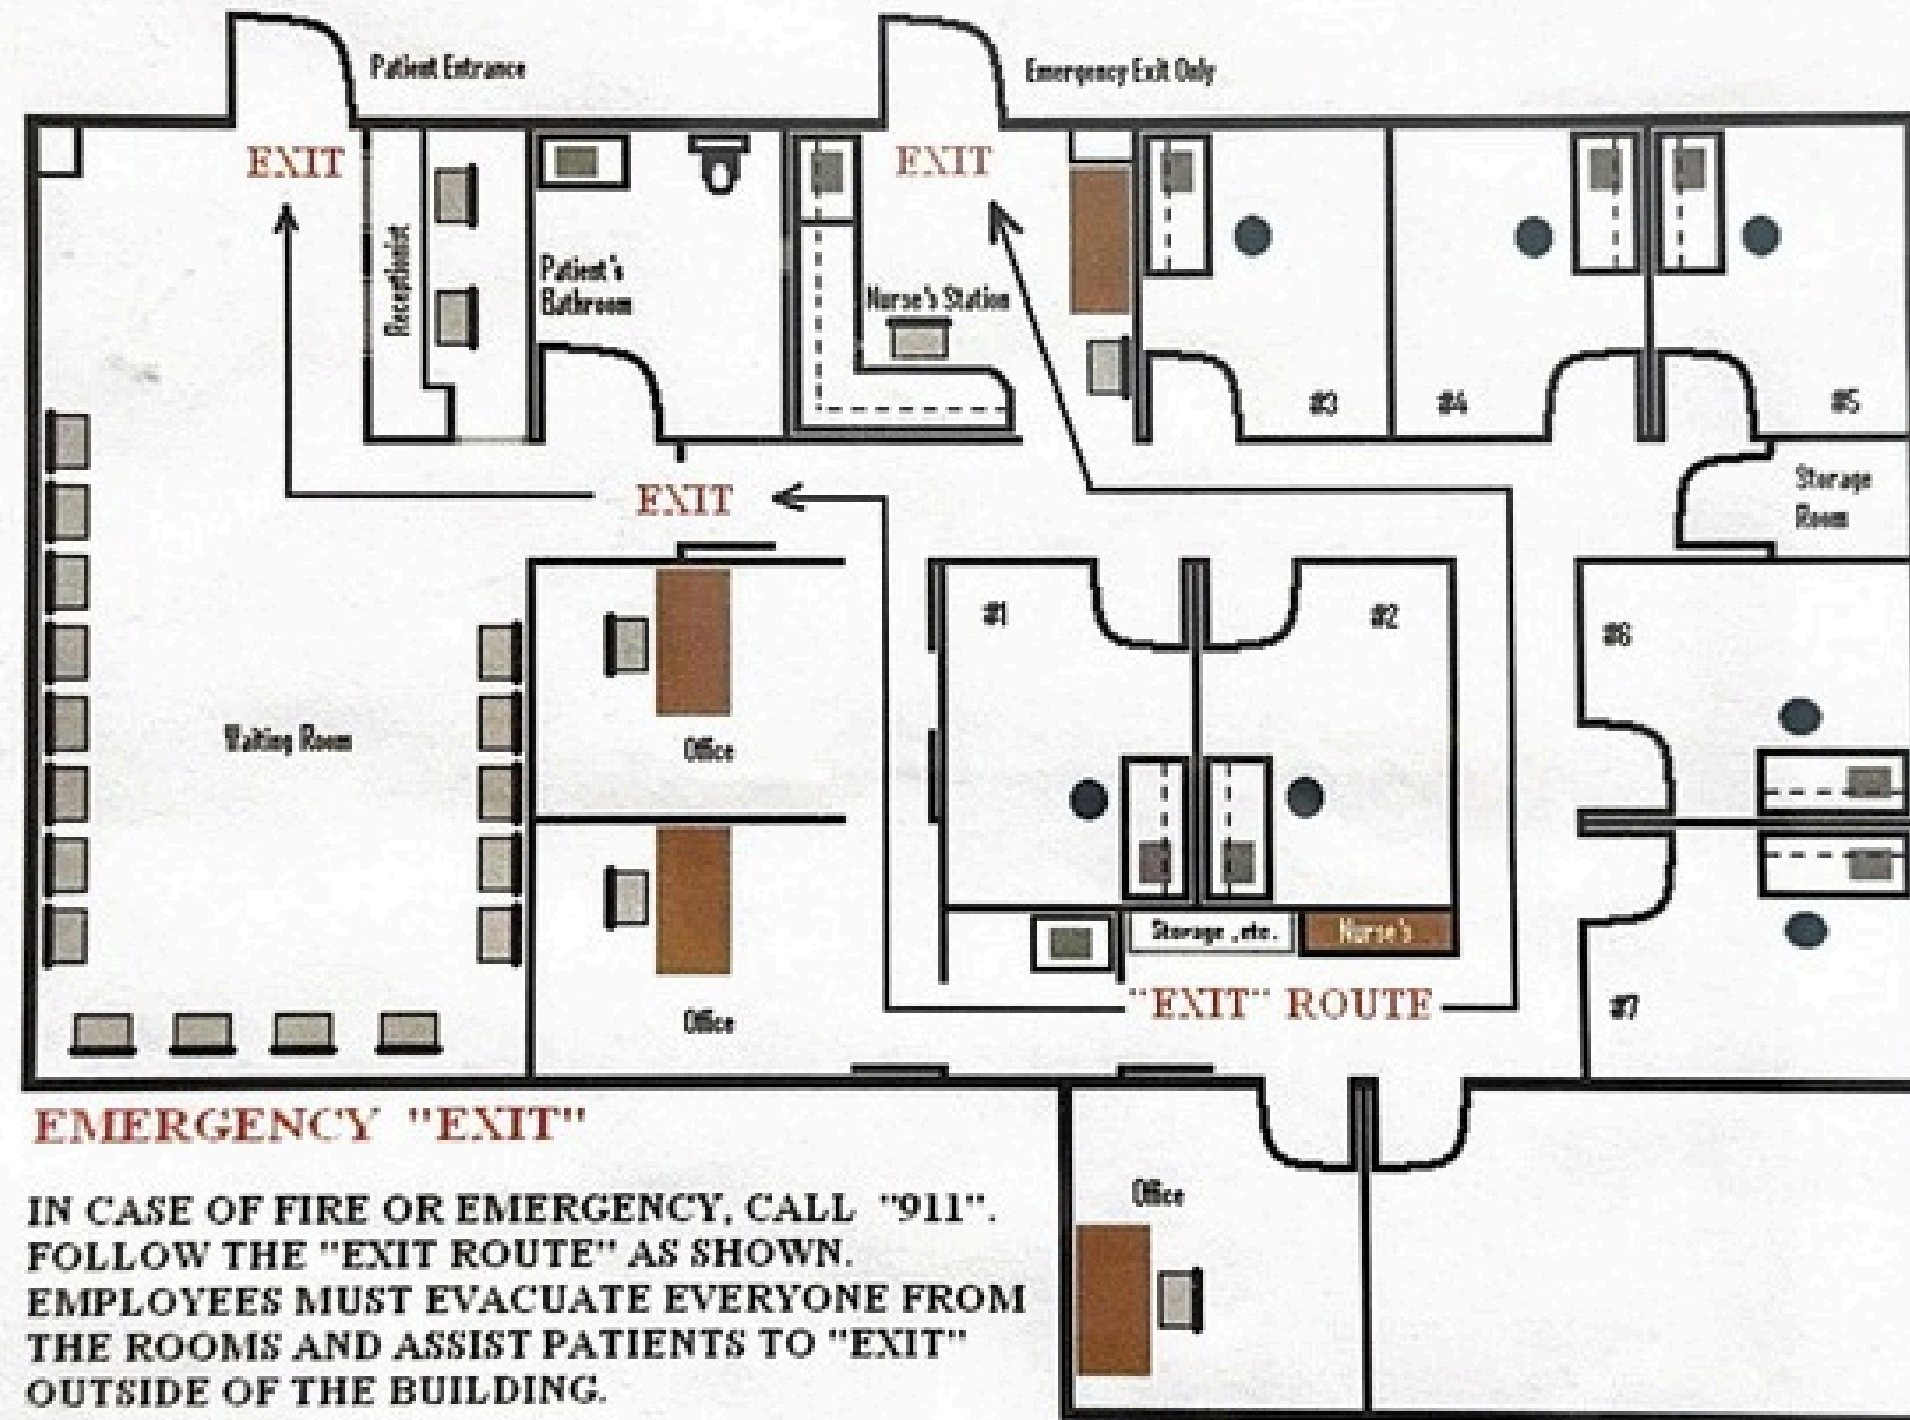 Patient Entrance
Emergency Exit Only
EXIT
EXIT
Receptionist
Patient's
Bathroom
Nurse's Station
#3
#4
#5
Storage
Room
EXIT
#1
#2
#6
Waiting Room
Office
Storage , etc.
Nurse's
"EXIT" ROUTE
#7
Office
EMERGENCY "EXIT"
Office
IN CASE OF FIRE OR EMERGENCY, CALL "911".
FOLLOW THE "EXIT ROUTE" AS SHOWN.
EMPLOYEES MUST EVACUATE EVERYONE FROM
THE ROOMS AND ASSIST PATIENTS TO "EXIT"
OUTSIDE OF THE BUILDING.